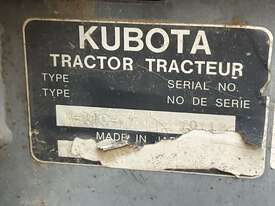 KUBOTA
TRACTOR TRACTEUR
TYPE SERIAL NO.
TYPE NO DE SERIE
MADE IN